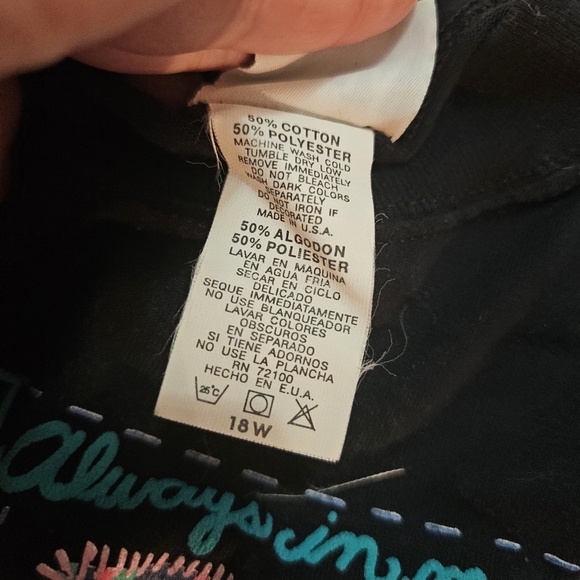 50% COTTON
50% POLYESTER
MACHINE WASH COLD
TUMBLE DRY LOW
REMOVE IMMEDIATELY
DO NOT BLEACH
WASH DARK COLORS
SEPARATELY
DO NOT IRON IF
DECORATED
MADE IN U.S.A.
50% ALGODON
50% POLIESTER
LAVAR EN MAQUINA
EN AGUA FRIA
SECAR EN CICLO
DELICADO
SEQUE IMMEDIATAMENTE
NO USE BLANQUEADOR
LAVAR COLORES
OBSCUROS
EN SEPARADO
SI TIENE ADORNOS
NO USE LA PLANCHA
RN 72100
HECHO EN E.U.A.
25°C
18W
Always in m